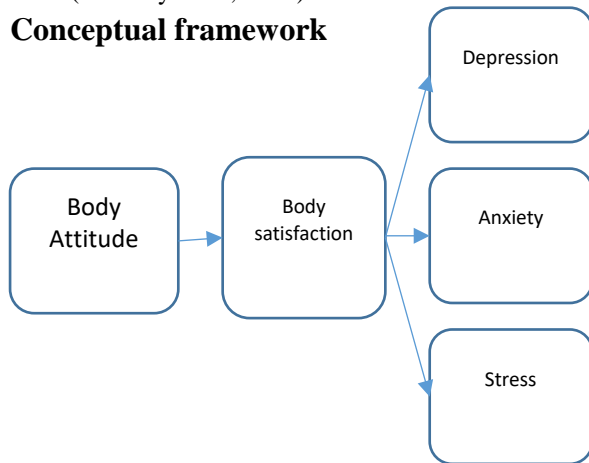 Conceptual framework
Depression
Body
Attitude
Body
satisfaction
Anxiety
Stress